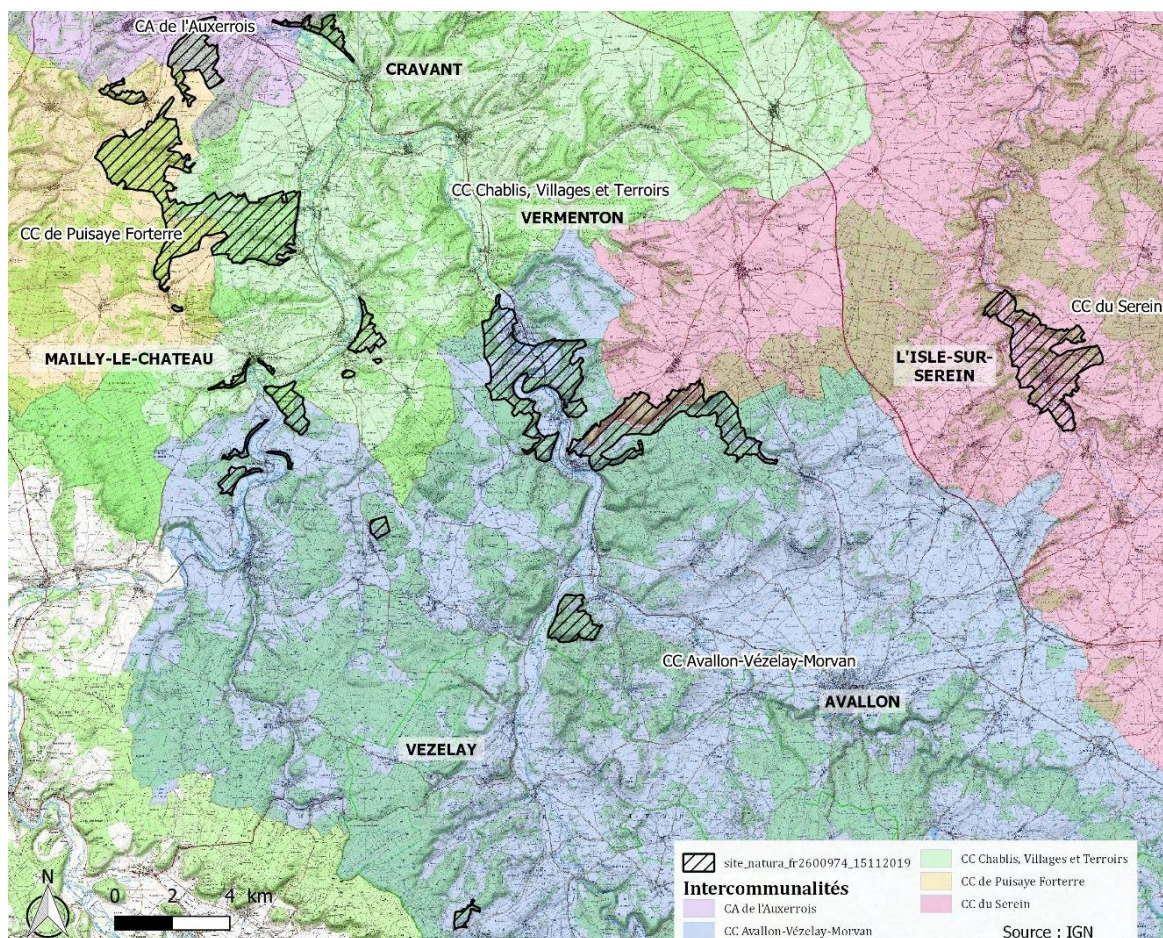 CA de l'Auxerrois
CRAVANT
CC Chablis, Villages et Terroirs
VERMENTON
CC de Puisaye Forterre
CC du Serein
MAILLY-LE-CHATEAU
L'ISLE-SUR-
SEREIN
CC Avallon-Vézelay-Morvan
AVALLON
VEZELAY
N
0 2 4 km
site_natura_fr2600974_15112019
Intercommunalités
CA de l'Auxerrois
CC Avallon-Vézelay-Morvan
CC Chablis, Villages et Terroirs
CC de Puisaye Forterre
CC du Serein
Source : IGN